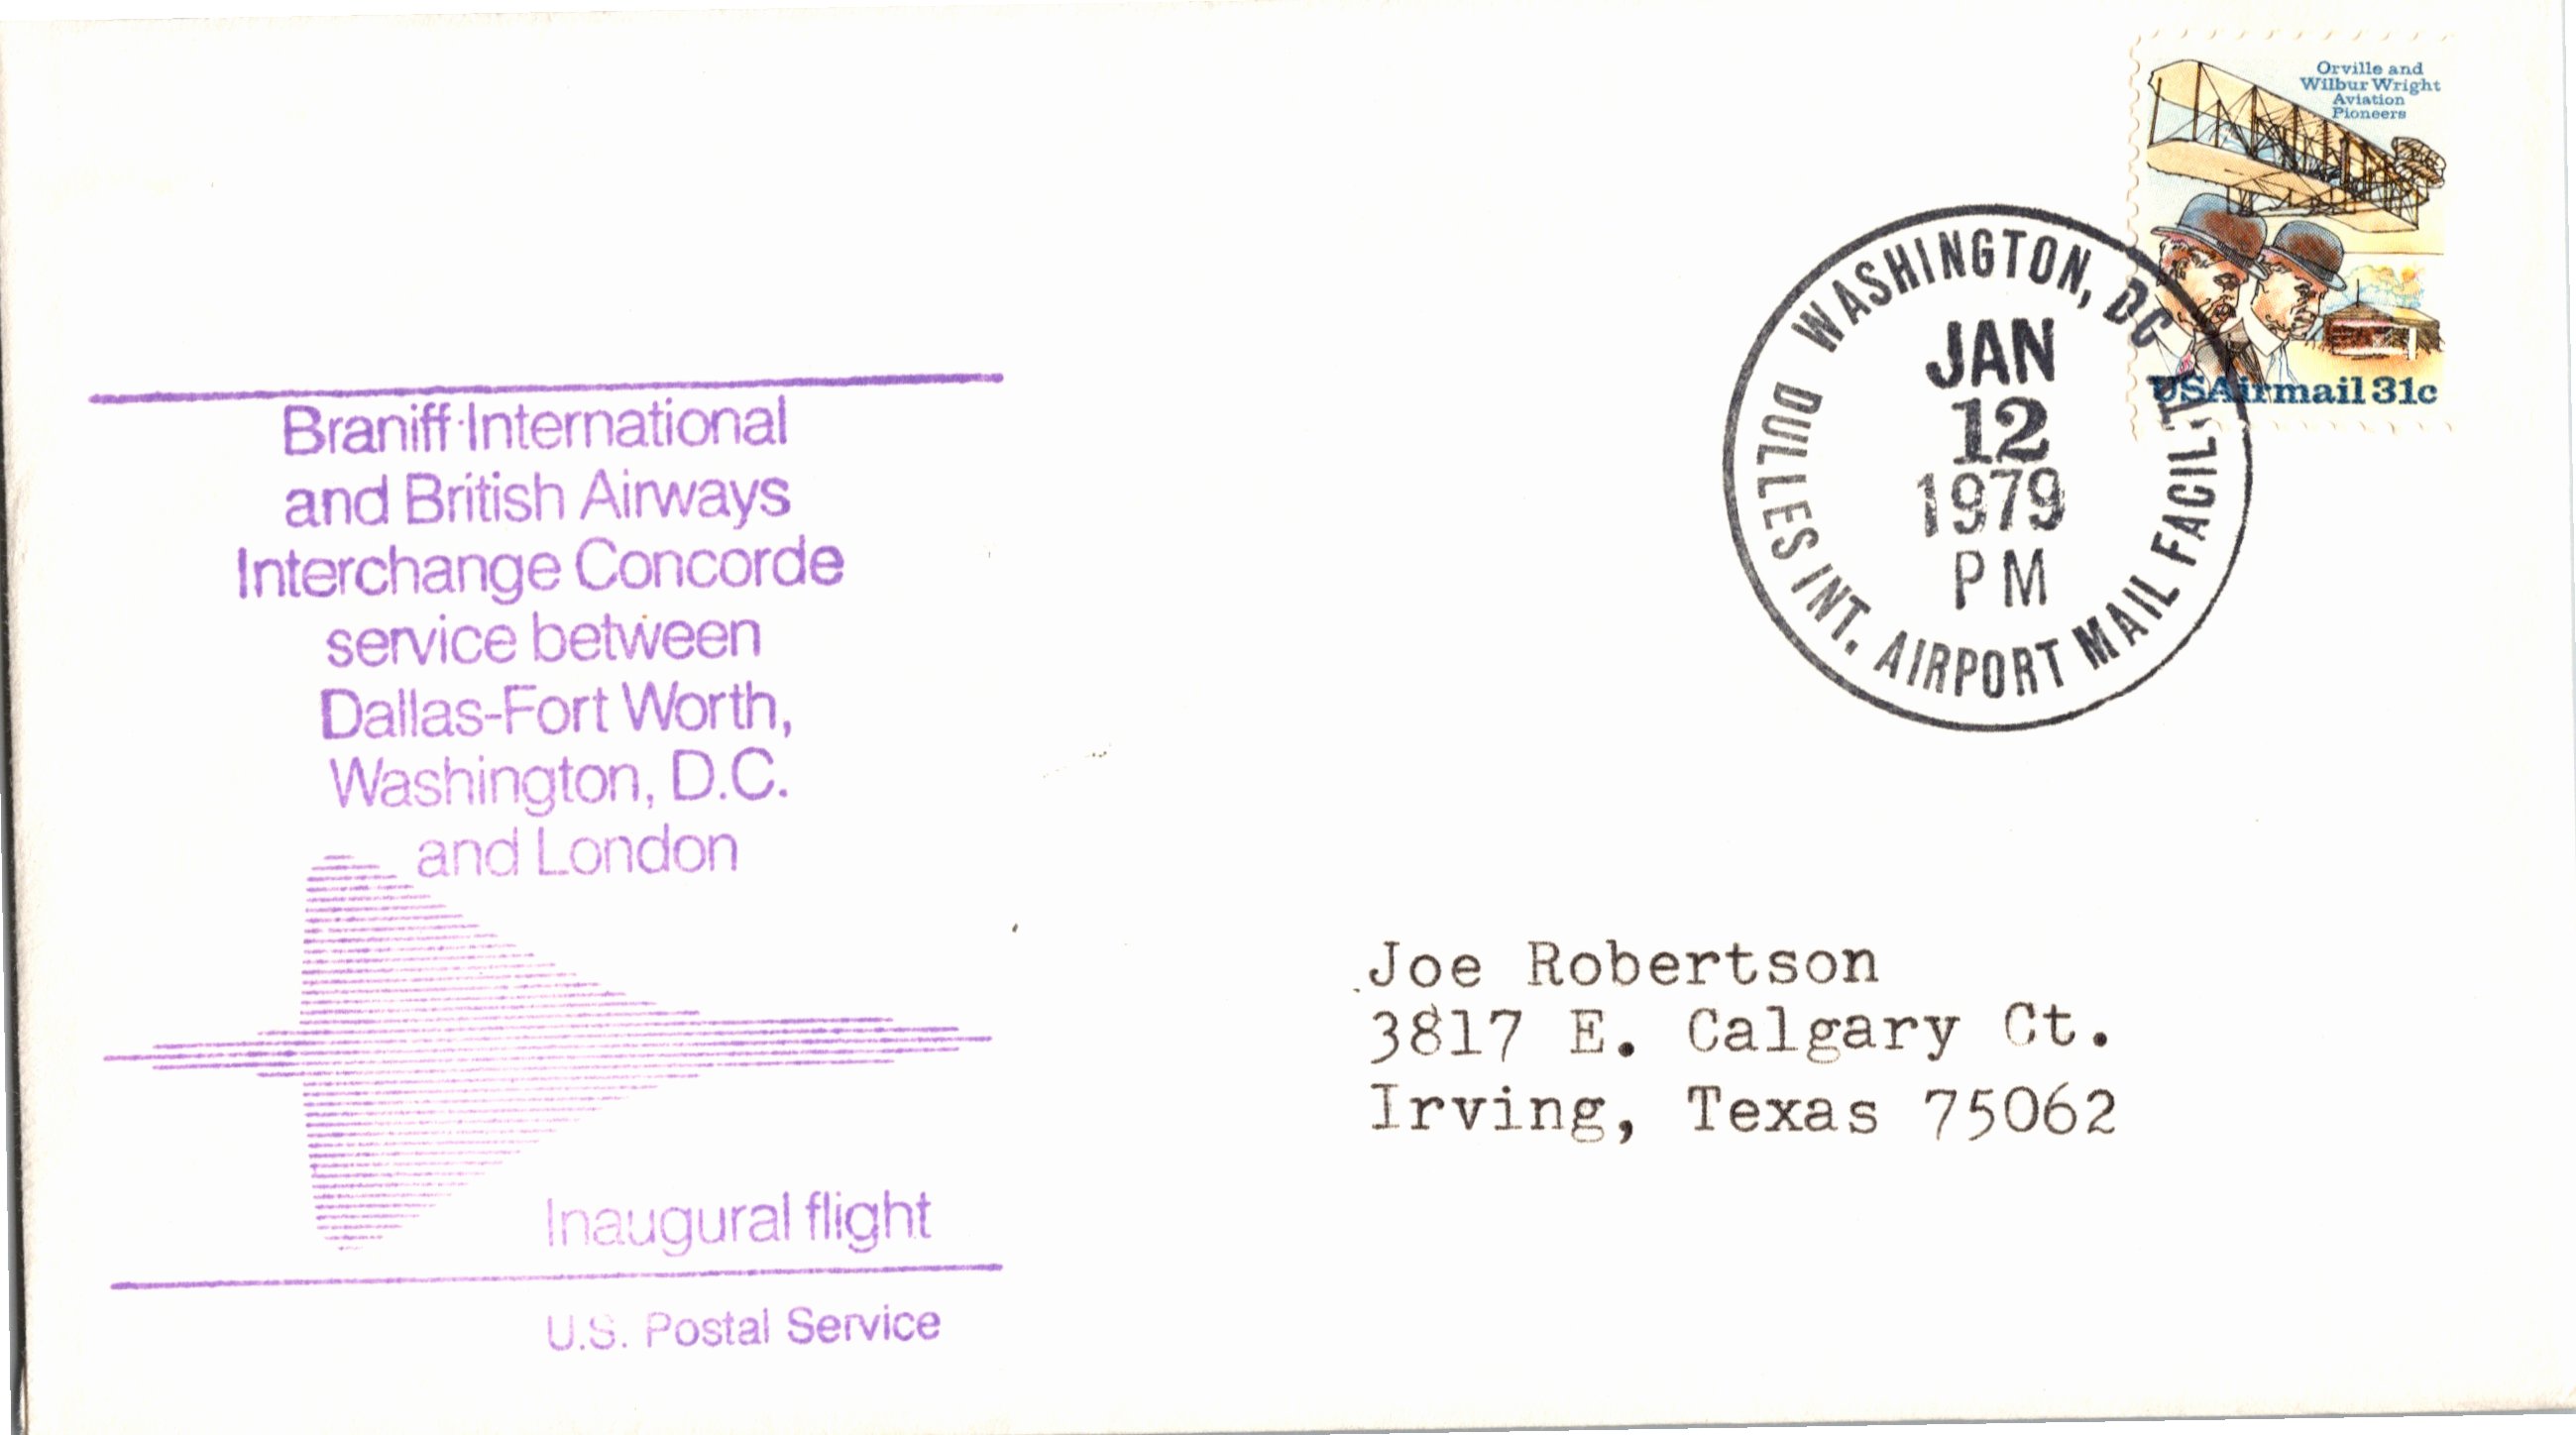 Orville and
Wilbur Wright
Aviation
Pioneers
USAirmail 31c
WASHINGTON, DC
DULLES INT. AIRPORT MAIL FACILITY
JAN
12
1979
PM
Braniff International
and British Airways
Interchange Concorde
service between
Dallas-Fort Worth,
Washington, D.C.
and London
Inaugural flight
U.S. Postal Service
Joe Robertson
3817 E. Calgary Ct.
Irving, Texas 75062